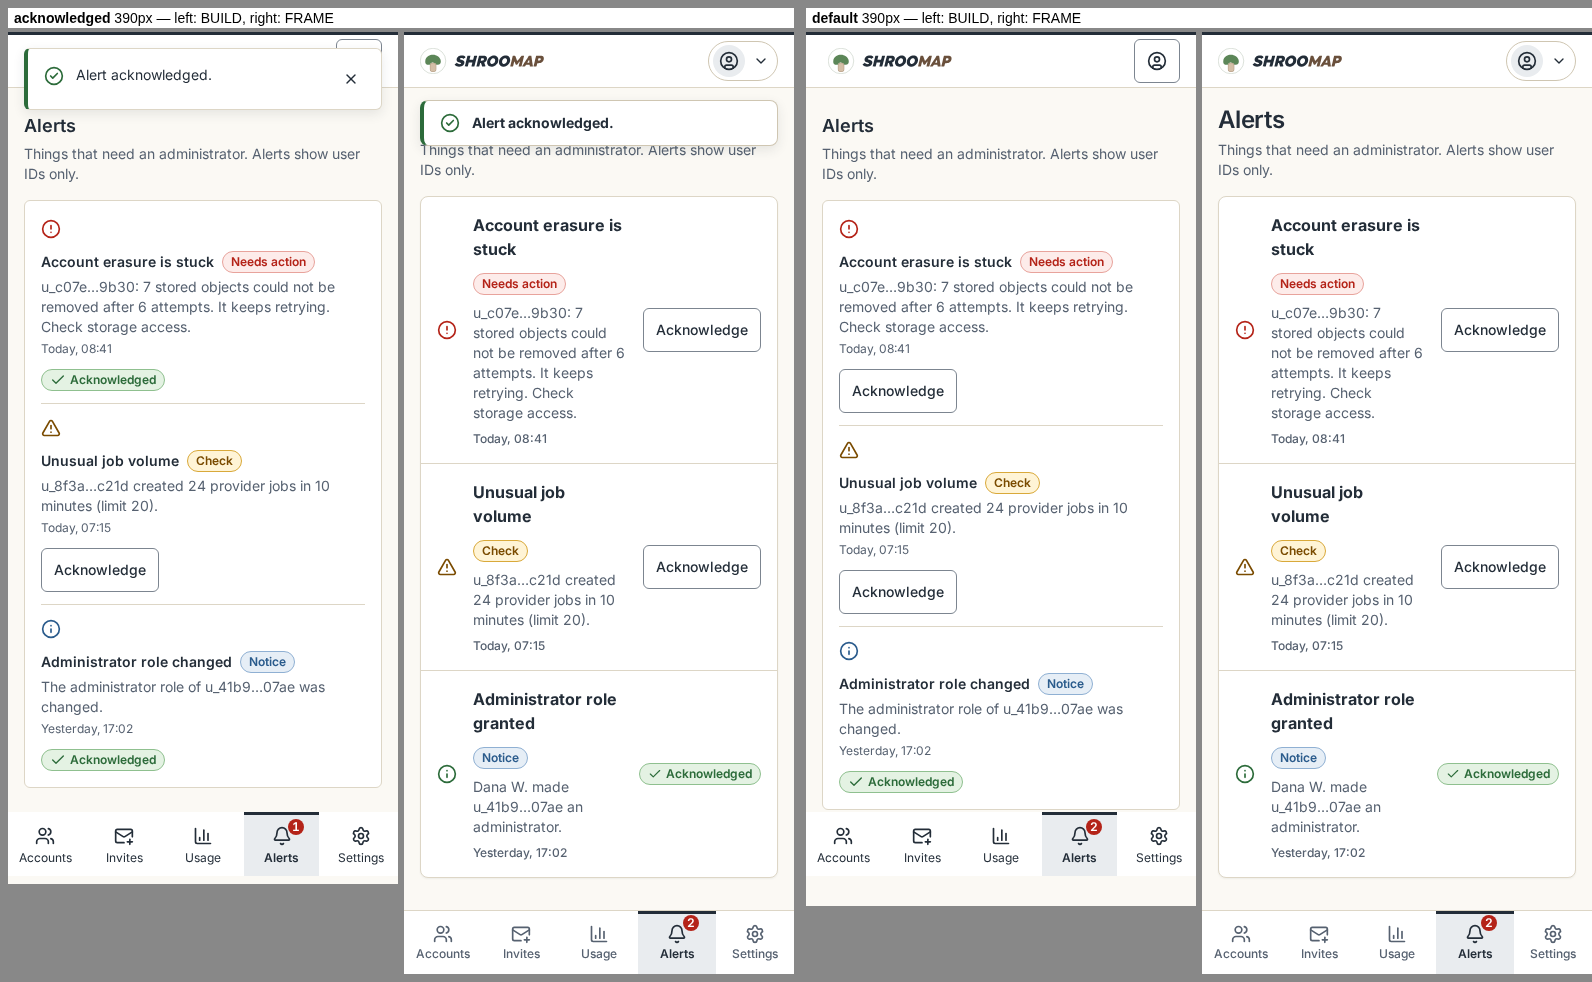 acknowledged 390px — left: BUILD, right: FRAME
Alert acknowledged.
Alerts
Things that need an administrator. Alerts show user
IDs only.
Account erasure is stuck Needs action
u_c07e...9b30: 7 stored objects could not be
removed after 6 attempts. It keeps retrying.
Check storage access.
Today, 08:41
Acknowledged
Unusual job volume Check
u_8f3a...c21d created 24 provider jobs in 10
minutes (limit 20).
Today, 07:15
Acknowledge
Administrator role changed Notice
The administrator role of u_41b9...07ae was
changed.
Yesterday, 17:02
Acknowledged
Accounts Invites Usage 1 Alerts Settings
SHROOMAP
Alert acknowledged.
Things that need an administrator. Alerts show user
IDs only.
Account erasure is
stuck
Needs action
u_c07e...9b30: 7
stored objects could
not be removed after 6
attempts. It keeps
retrying. Check
storage access.
Today, 08:41
Acknowledge
Unusual job
volume
Check
u_8f3a...c21d created
24 provider jobs in 10
minutes (limit 20).
Today, 07:15
Acknowledge
Administrator role
granted
Notice
Dana W. made
u_41b9...07ae an
administrator.
Yesterday, 17:02
Acknowledged
Accounts Invites Usage 2 Alerts Settings
default 390px — left: BUILD, right: FRAME
SHROOMAP
Alerts
Things that need an administrator. Alerts show user
IDs only.
Account erasure is stuck Needs action
u_c07e...9b30: 7 stored objects could not be
removed after 6 attempts. It keeps retrying.
Check storage access.
Today, 08:41
Acknowledge
Unusual job volume Check
u_8f3a...c21d created 24 provider jobs in 10
minutes (limit 20).
Today, 07:15
Acknowledge
Administrator role changed Notice
The administrator role of u_41b9...07ae was
changed.
Yesterday, 17:02
Acknowledged
Accounts Invites Usage 2 Alerts Settings
SHROOMAP
Alerts
Things that need an administrator. Alerts show user
IDs only.
Account erasure is
stuck
Needs action
u_c07e...9b30: 7
stored objects could
not be removed after 6
attempts. It keeps
retrying. Check
storage access.
Today, 08:41
Acknowledge
Unusual job
volume
Check
u_8f3a...c21d created
24 provider jobs in 10
minutes (limit 20).
Today, 07:15
Acknowledge
Administrator role
granted
Notice
Dana W. made
u_41b9...07ae an
administrator.
Yesterday, 17:02
Acknowledged
Accounts Invites Usage 2 Alerts Settings